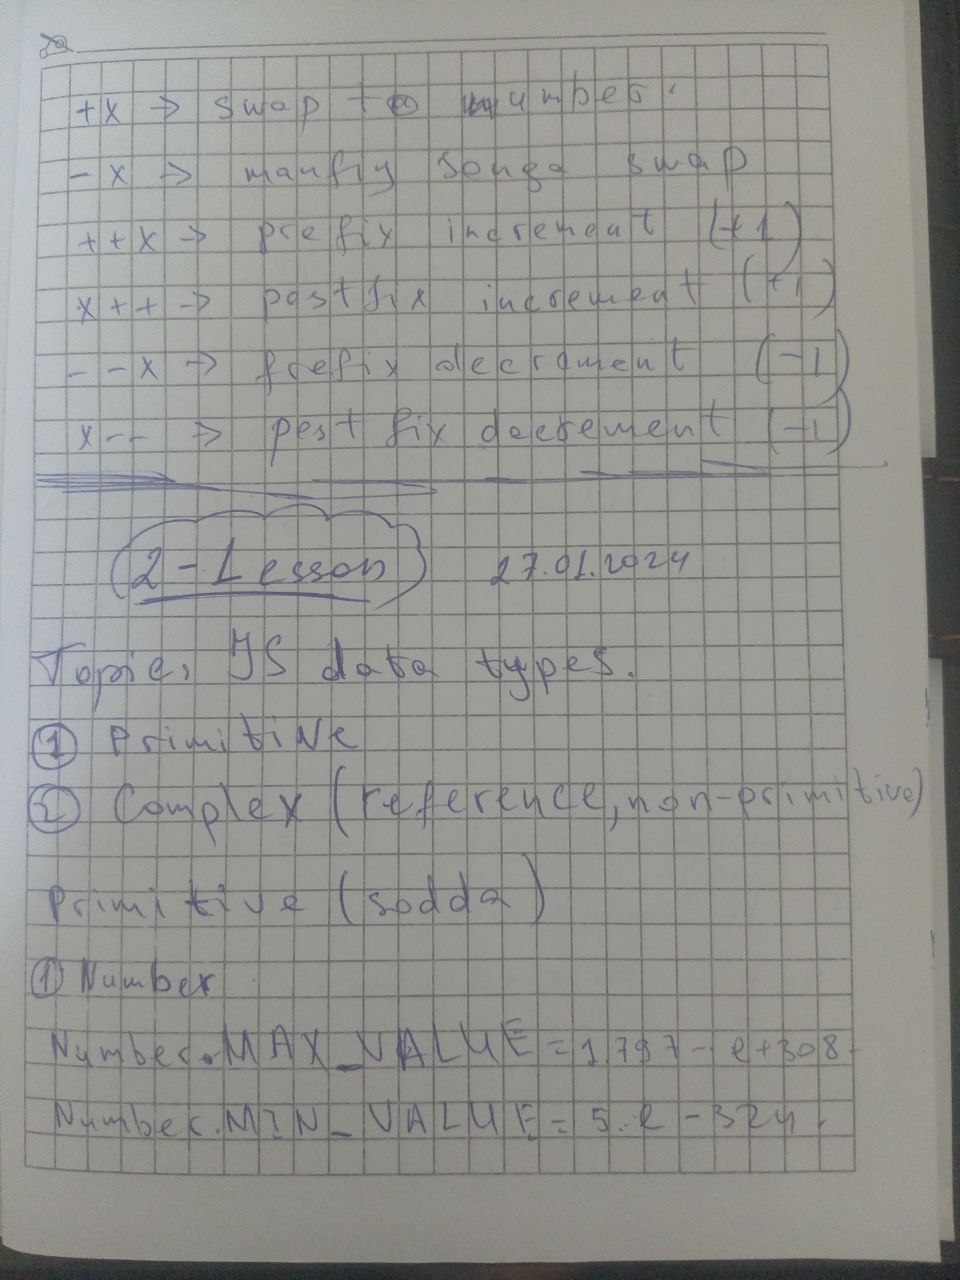 +x → swap to number.
-x → manfiy songa swap
++x → prefix increment (+1)
x++ → postfix increment (+1)
--x → prefix decrement (-1)
x-- → post fix decrement (-1)
2-Lesson 27.01.2024
Topic: JS data types.
① Primitive
② Complex (reference, non-primitive)
Primitive (sodda)
① Number
Number.MAX_VALUE = 1.797-e+308.
Number.MIN_VALUE = 5.e-324.